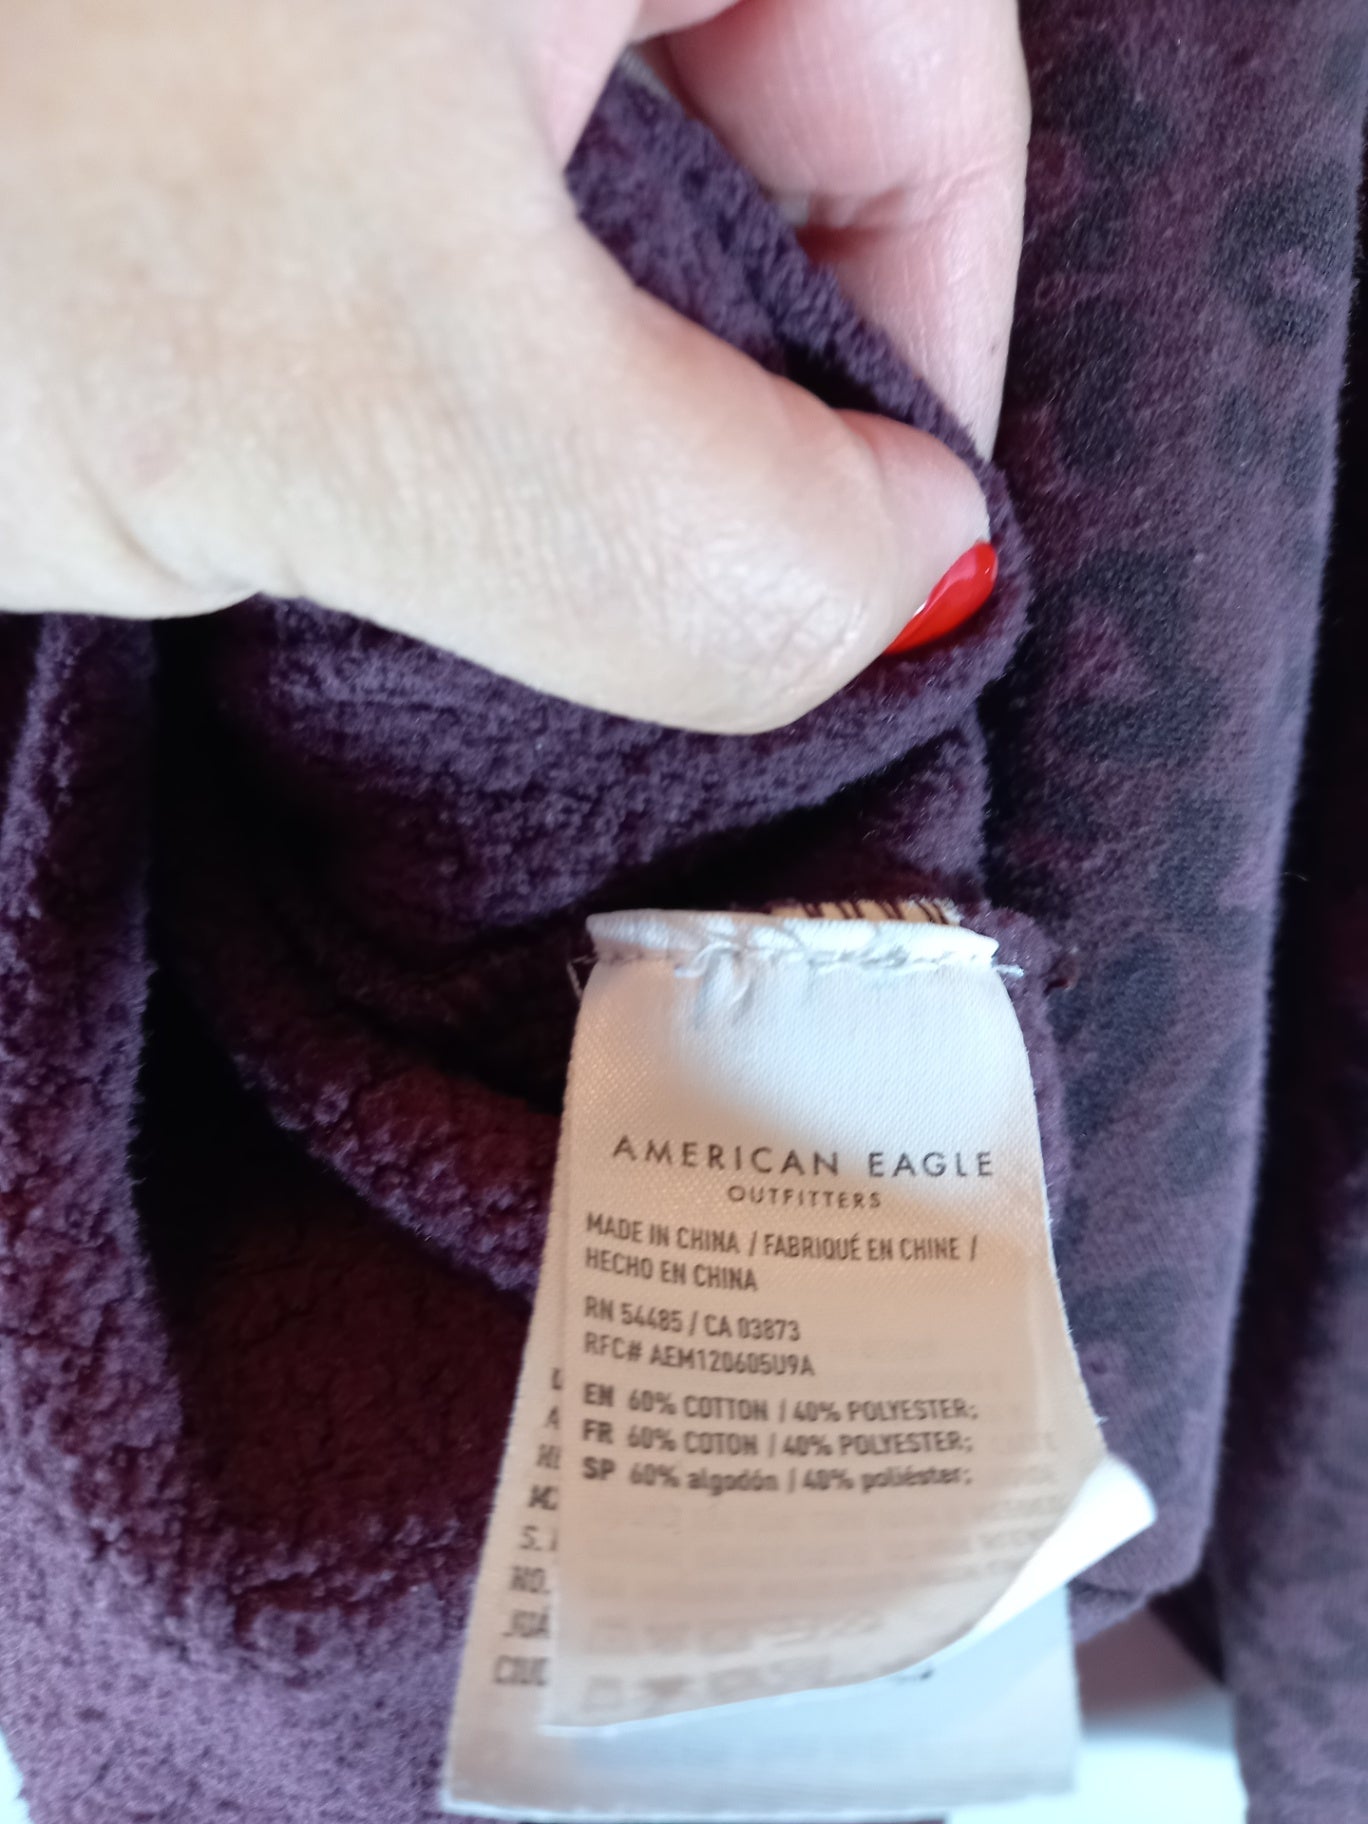 AMERICAN EAGLE
OUTFITTERS
MADE IN CHINA / FABRIQUÉ EN CHINE /
HECHO EN CHINA
RN 54485 / CA 03873
RFC# AEM120605U9A
EN 60% COTTON / 40% POLYESTER;
FR 60% COTON / 40% POLYESTER;
SP 60% algodón / 40% poliéster;